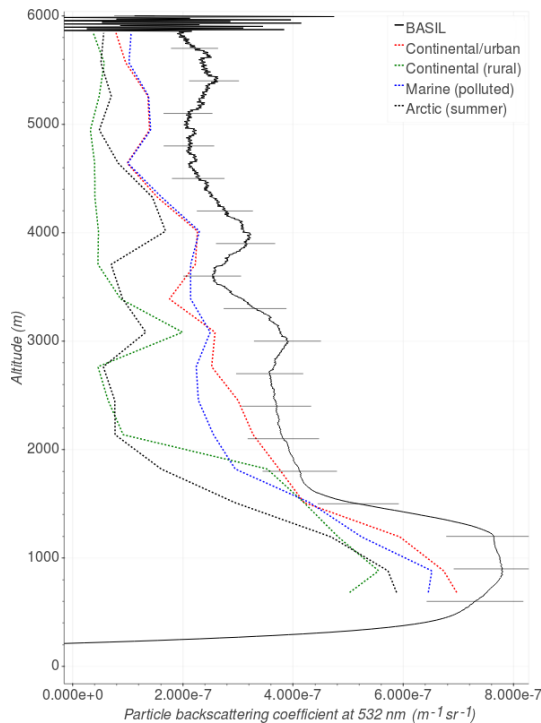 6000
5000
4000
3000
2000
1000
0
Altitude (m)
BASIL
Continental/urban
Continental (rural)
Marine (polluted)
Arctic (summer)
0.000e+0 2.000e-7 4.000e-7 6.000e-7 8.000e-7
Particle backscattering coefficient at 532 nm (m⁻¹ sr⁻¹)